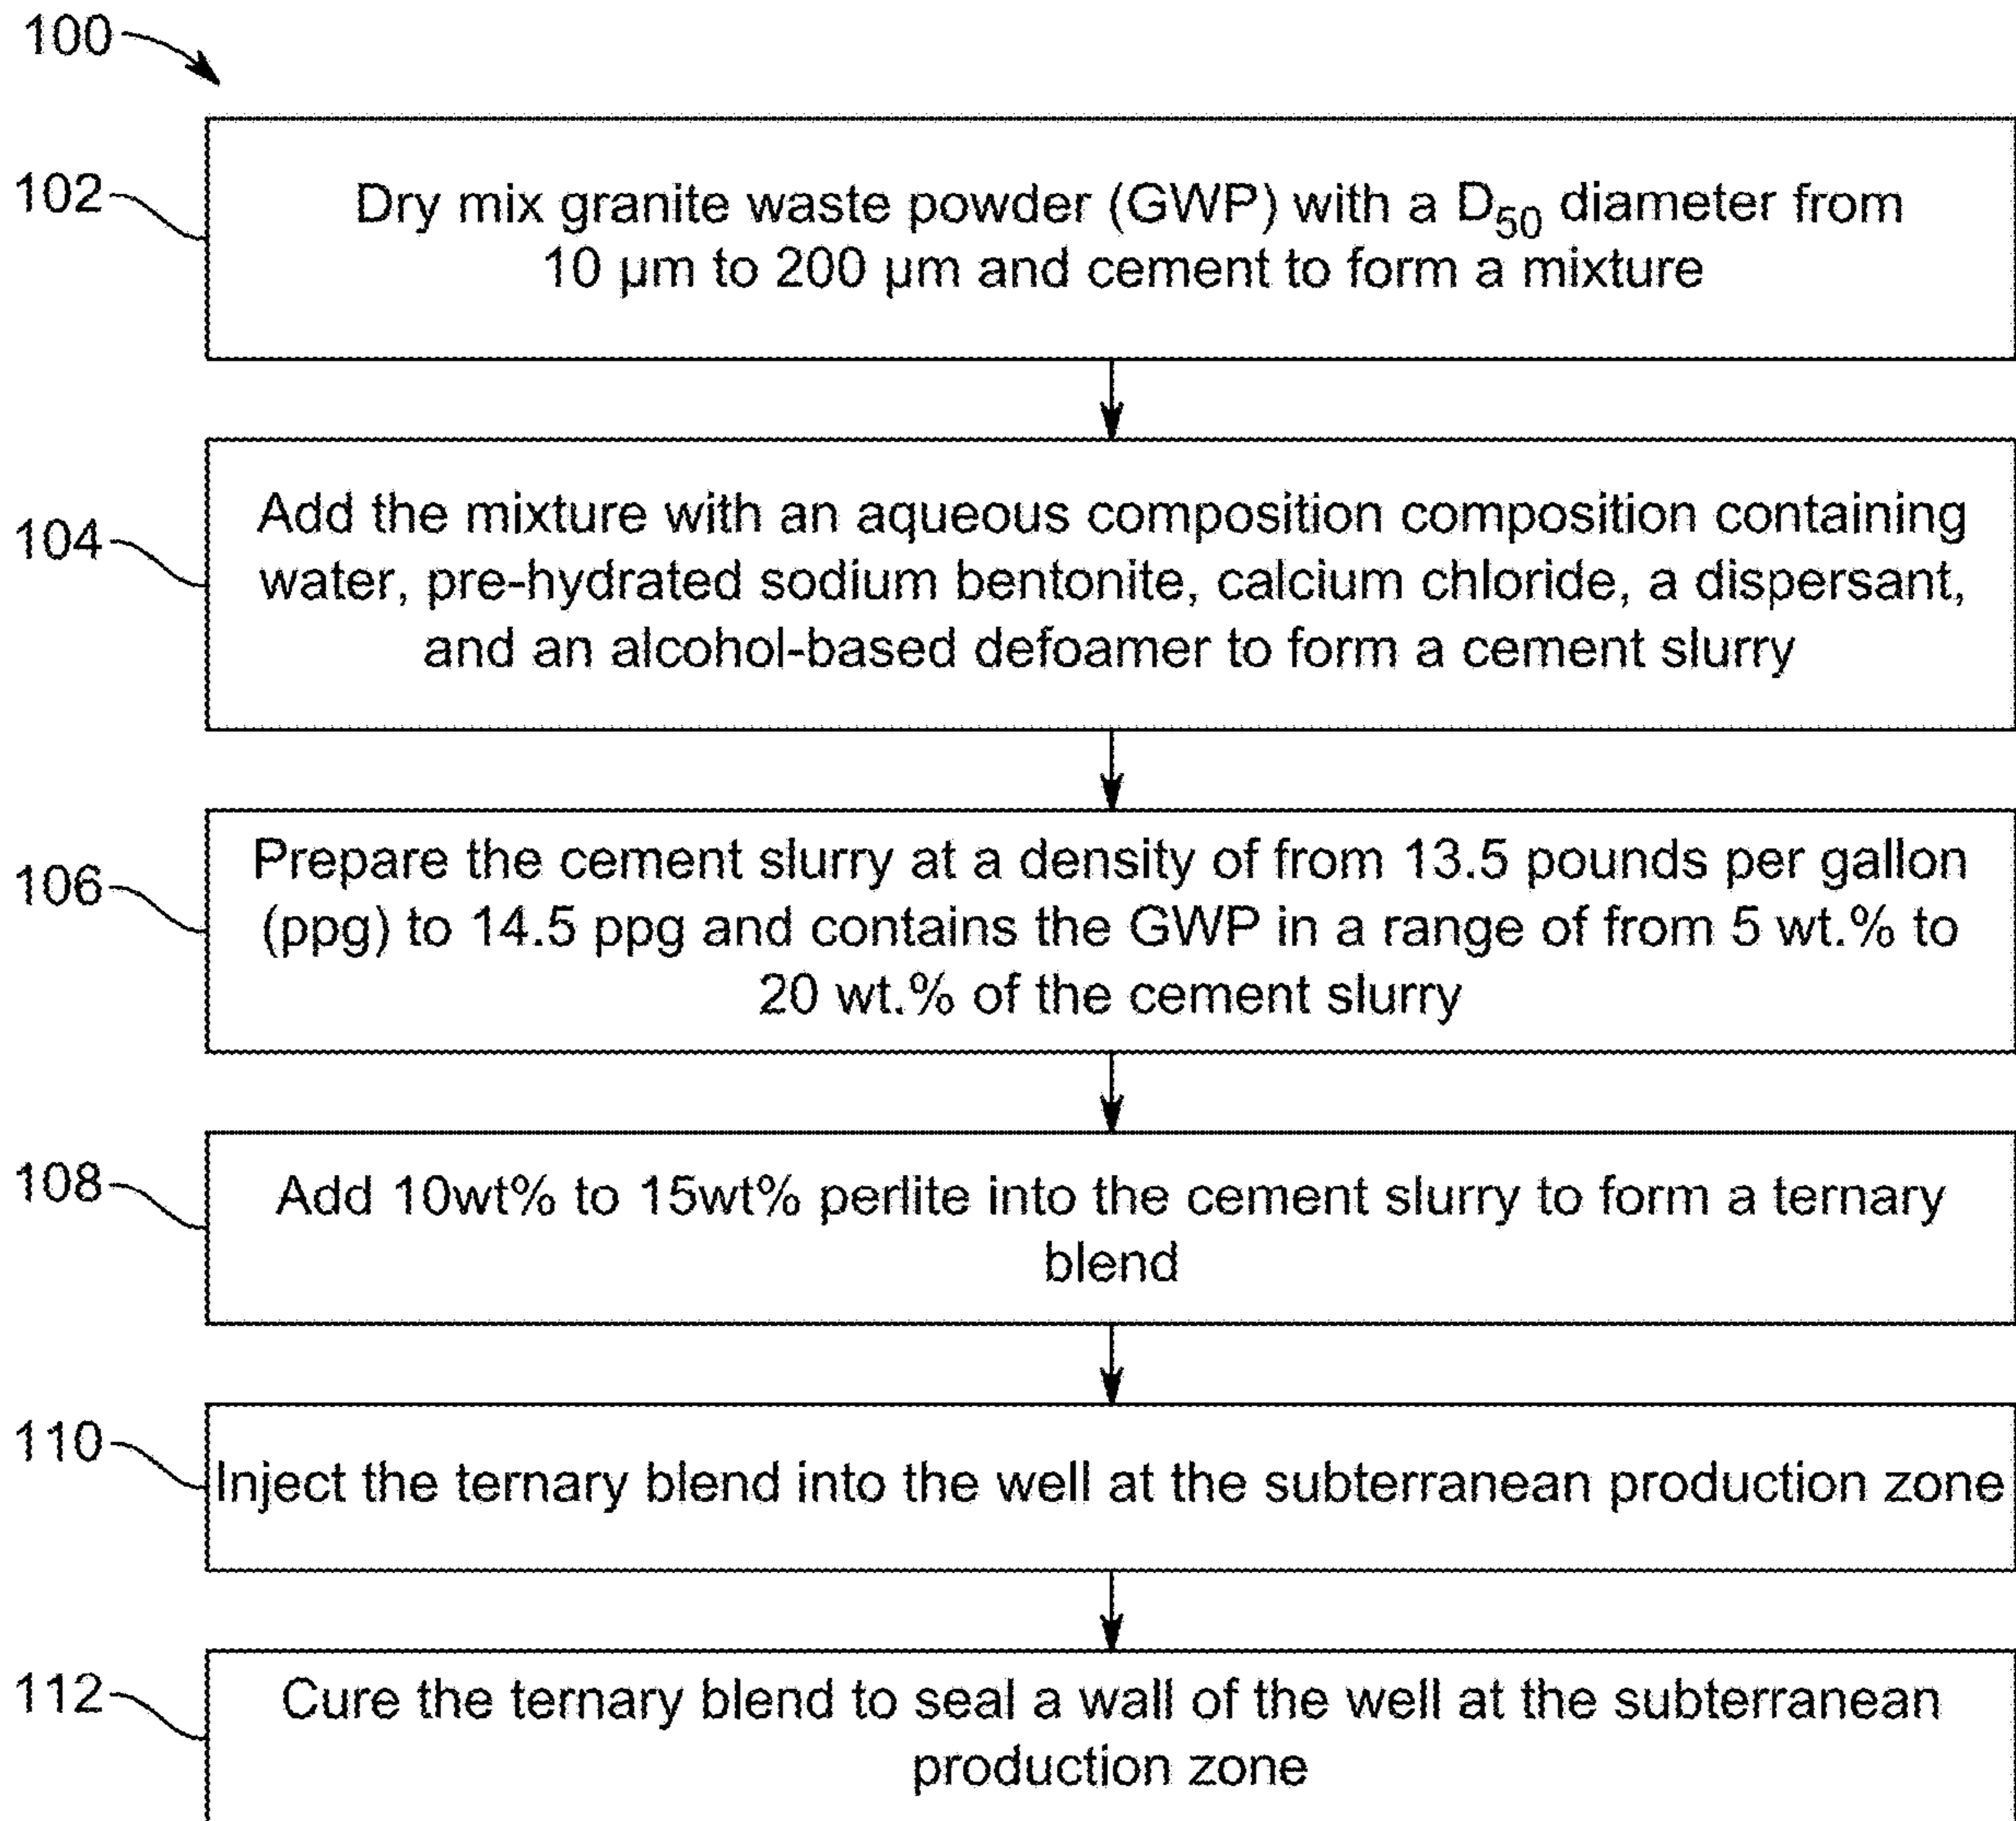 100
102
Dry mix granite waste powder (GWP) with a D50 diameter from
10 µm to 200 µm and cement to form a mixture
104
Add the mixture with an aqueous composition composition containing
water, pre-hydrated sodium bentonite, calcium chloride, a dispersant,
and an alcohol-based defoamer to form a cement slurry
106
Prepare the cement slurry at a density of from 13.5 pounds per gallon
(ppg) to 14.5 ppg and contains the GWP in a range of from 5 wt.% to
20 wt.% of the cement slurry
108
Add 10wt% to 15wt% perlite into the cement slurry to form a ternary
blend
110
Inject the ternary blend into the well at the subterranean production zone
112
Cure the ternary blend to seal a wall of the well at the subterranean
production zone